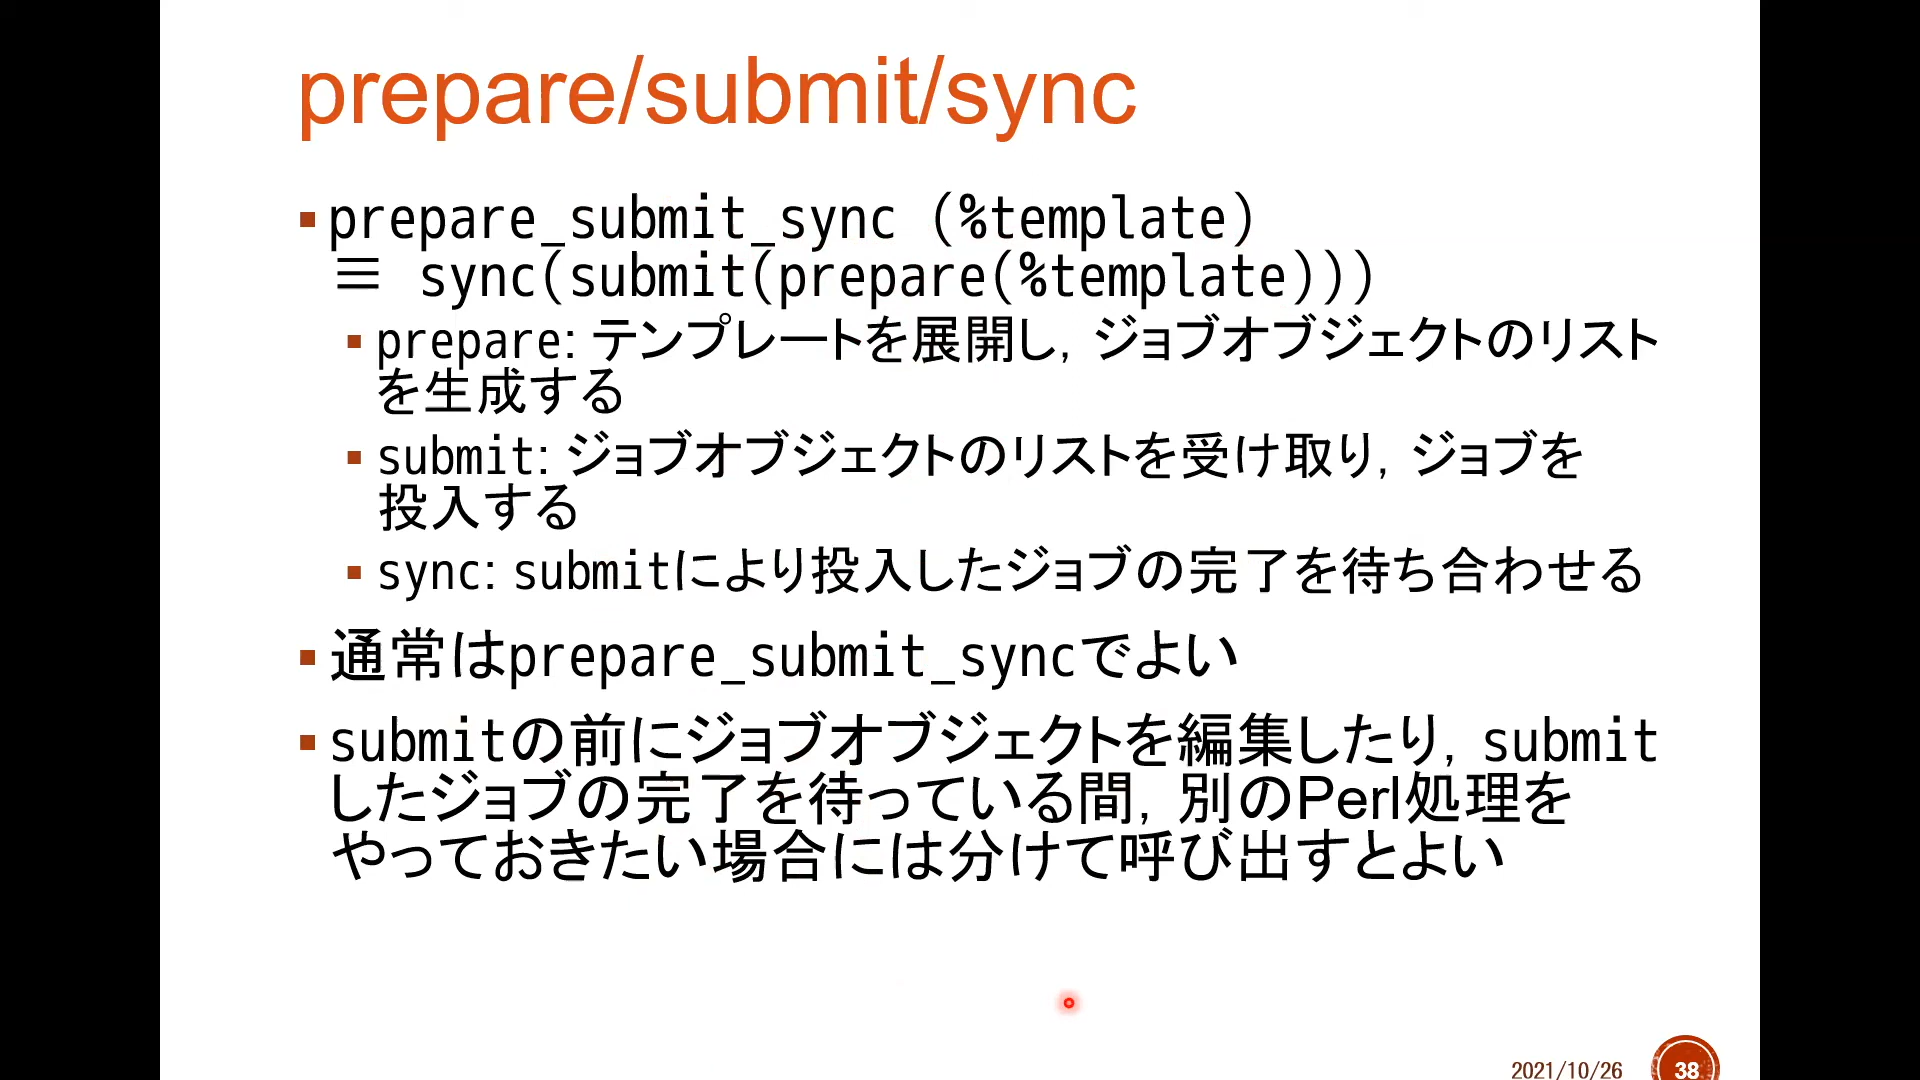 prepare/submit/sync
prepare_submit_sync (%template)
≡ sync(submit(prepare(%template)))
prepare: テンプレートを展開し，ジョブオブジェクトのリスト
を生成する
submit: ジョブオブジェクトのリストを受け取り，ジョブを
投入する
sync: submitにより投入したジョブの完了を待ち合わせる
通常はprepare_submit_syncでよい
submitの前にジョブオブジェクトを編集したり，submit
したジョブの完了を待っている間，別のPerl処理を
やっておきたい場合には分けて呼び出すとよい
2021/10/26
38